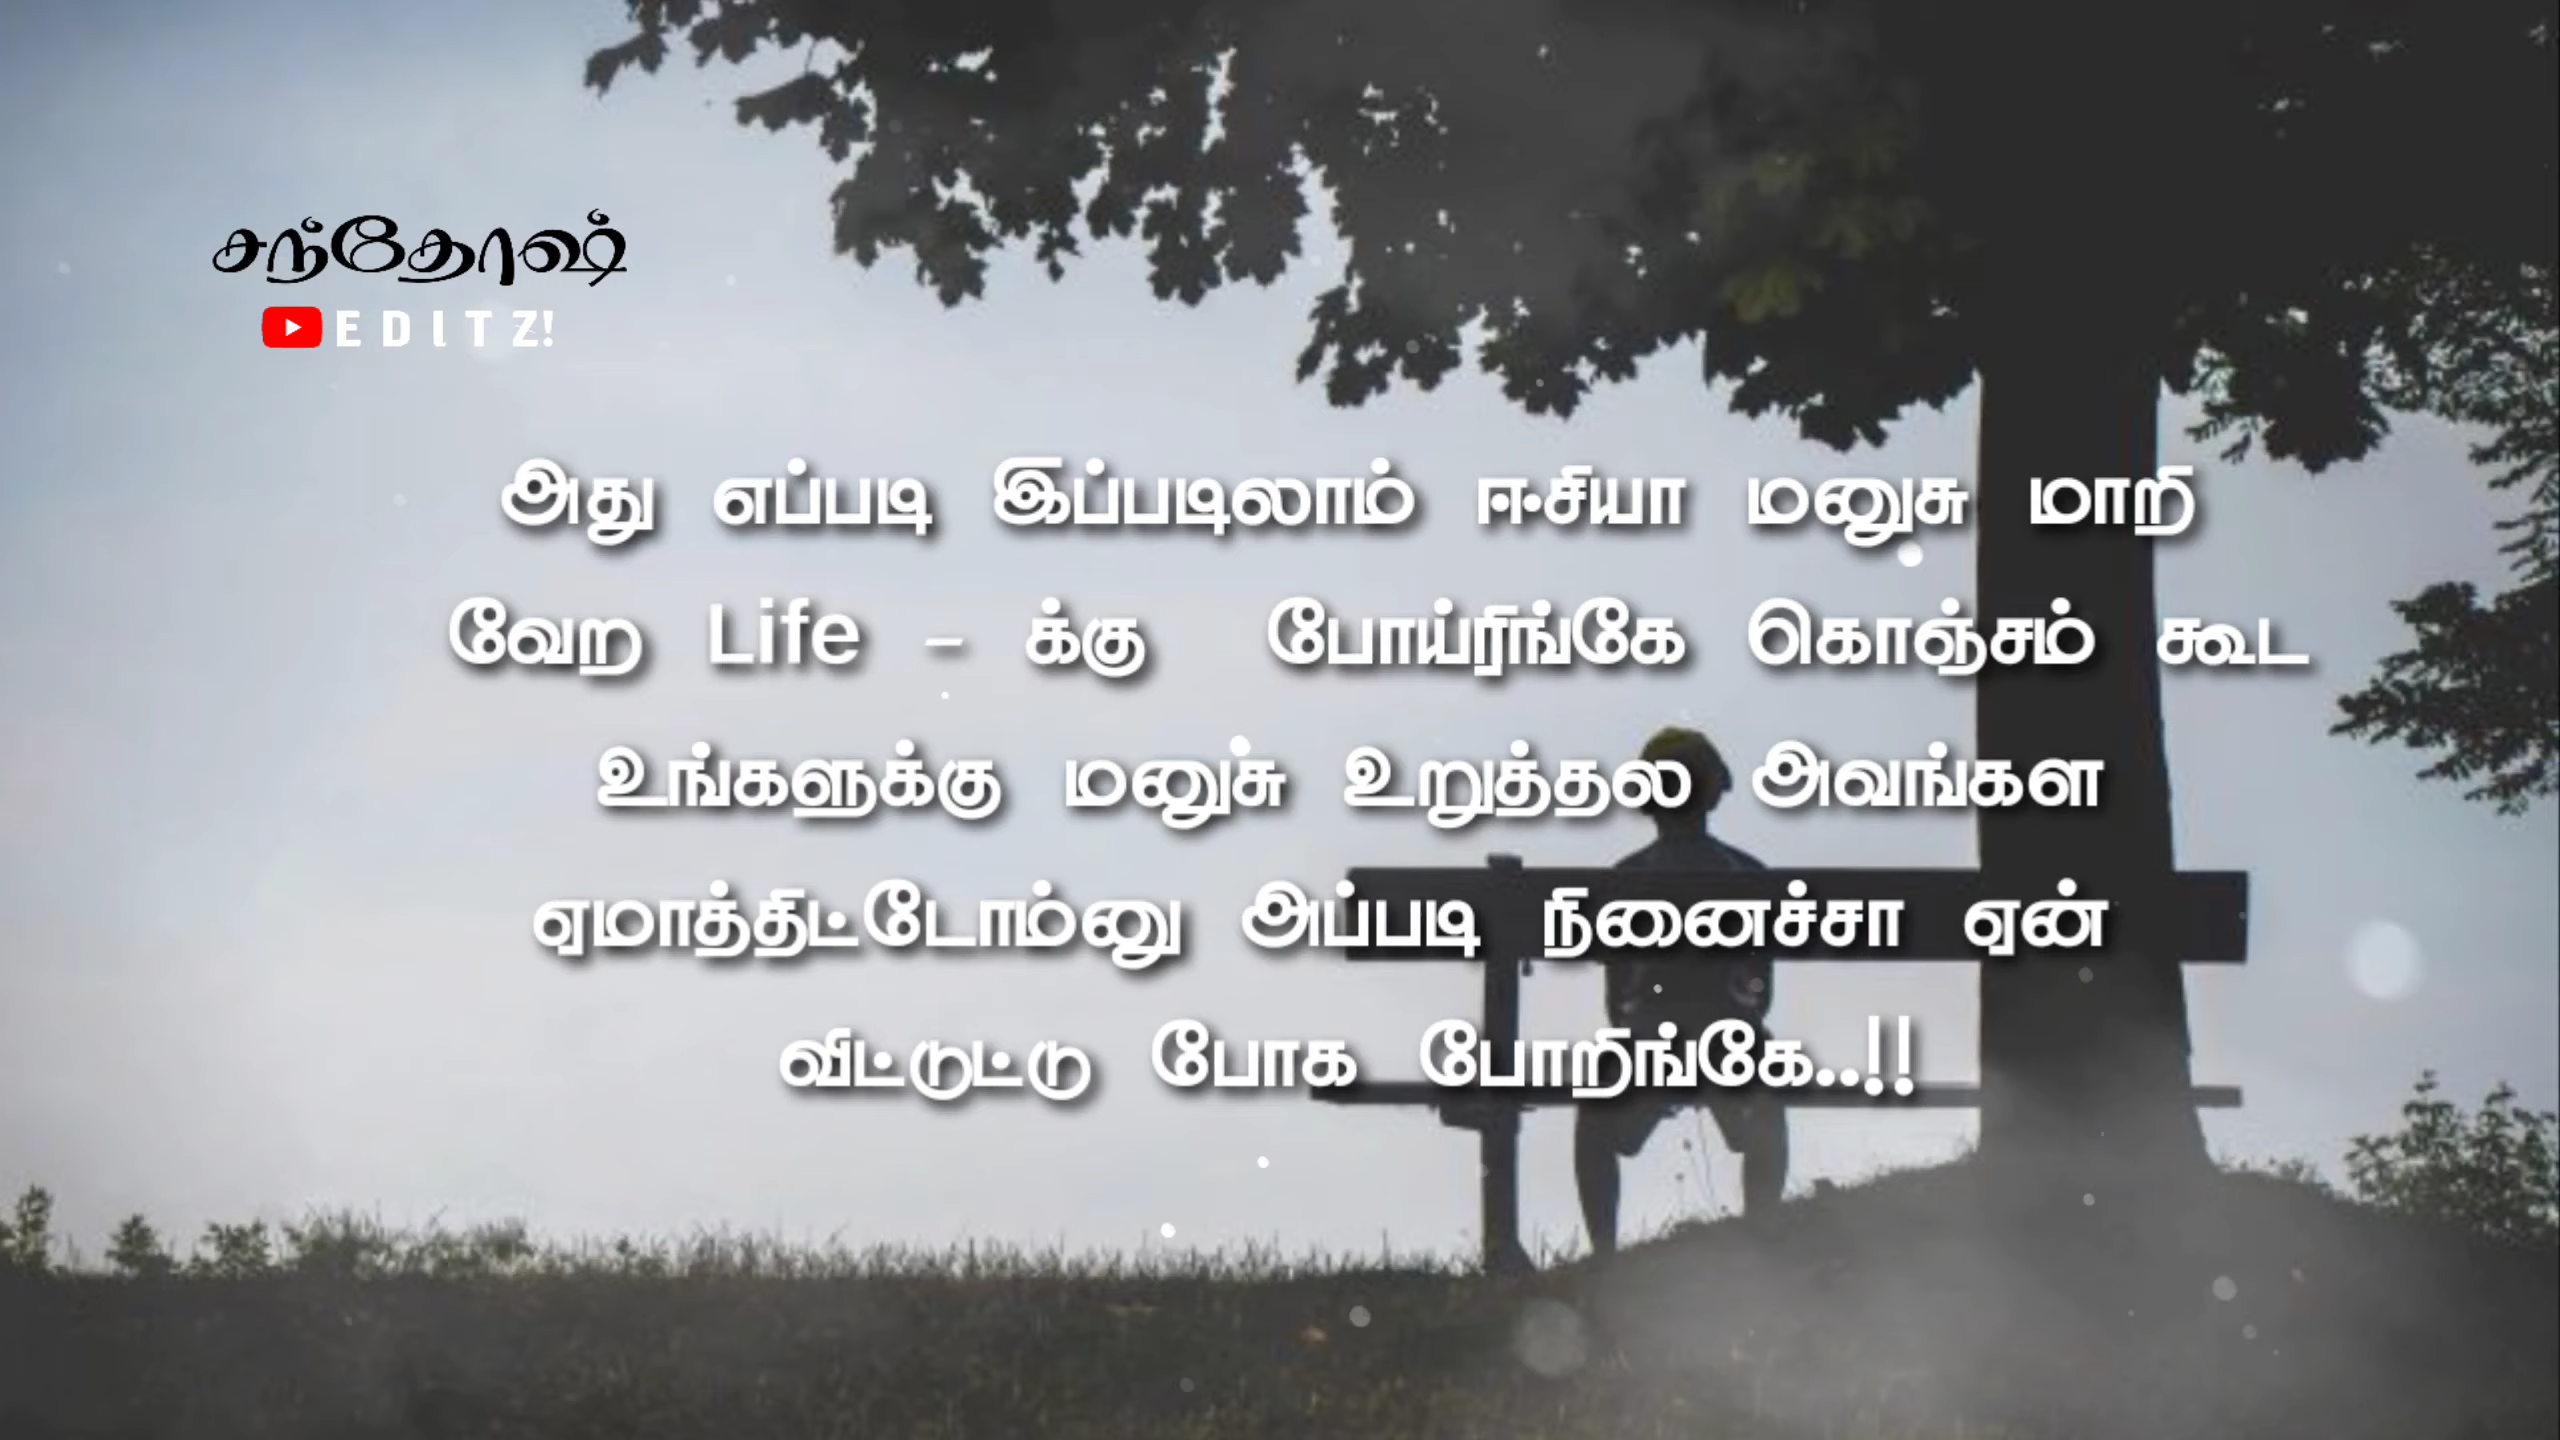 சந்தோஷ்
EDITZ!
அது எப்படி இப்படிலாம் ஈசியா மனுசு மாறி
வேற Life - க்கு போய்ரிங்கே கொஞ்சம் கூட
உங்களுக்கு மனுசு உறுத்தல அவங்கள
ஏமாத்திட்டோம்னு அப்படி நினைச்சா ஏன்
விட்டுட்டு போக போறிங்கே..!!